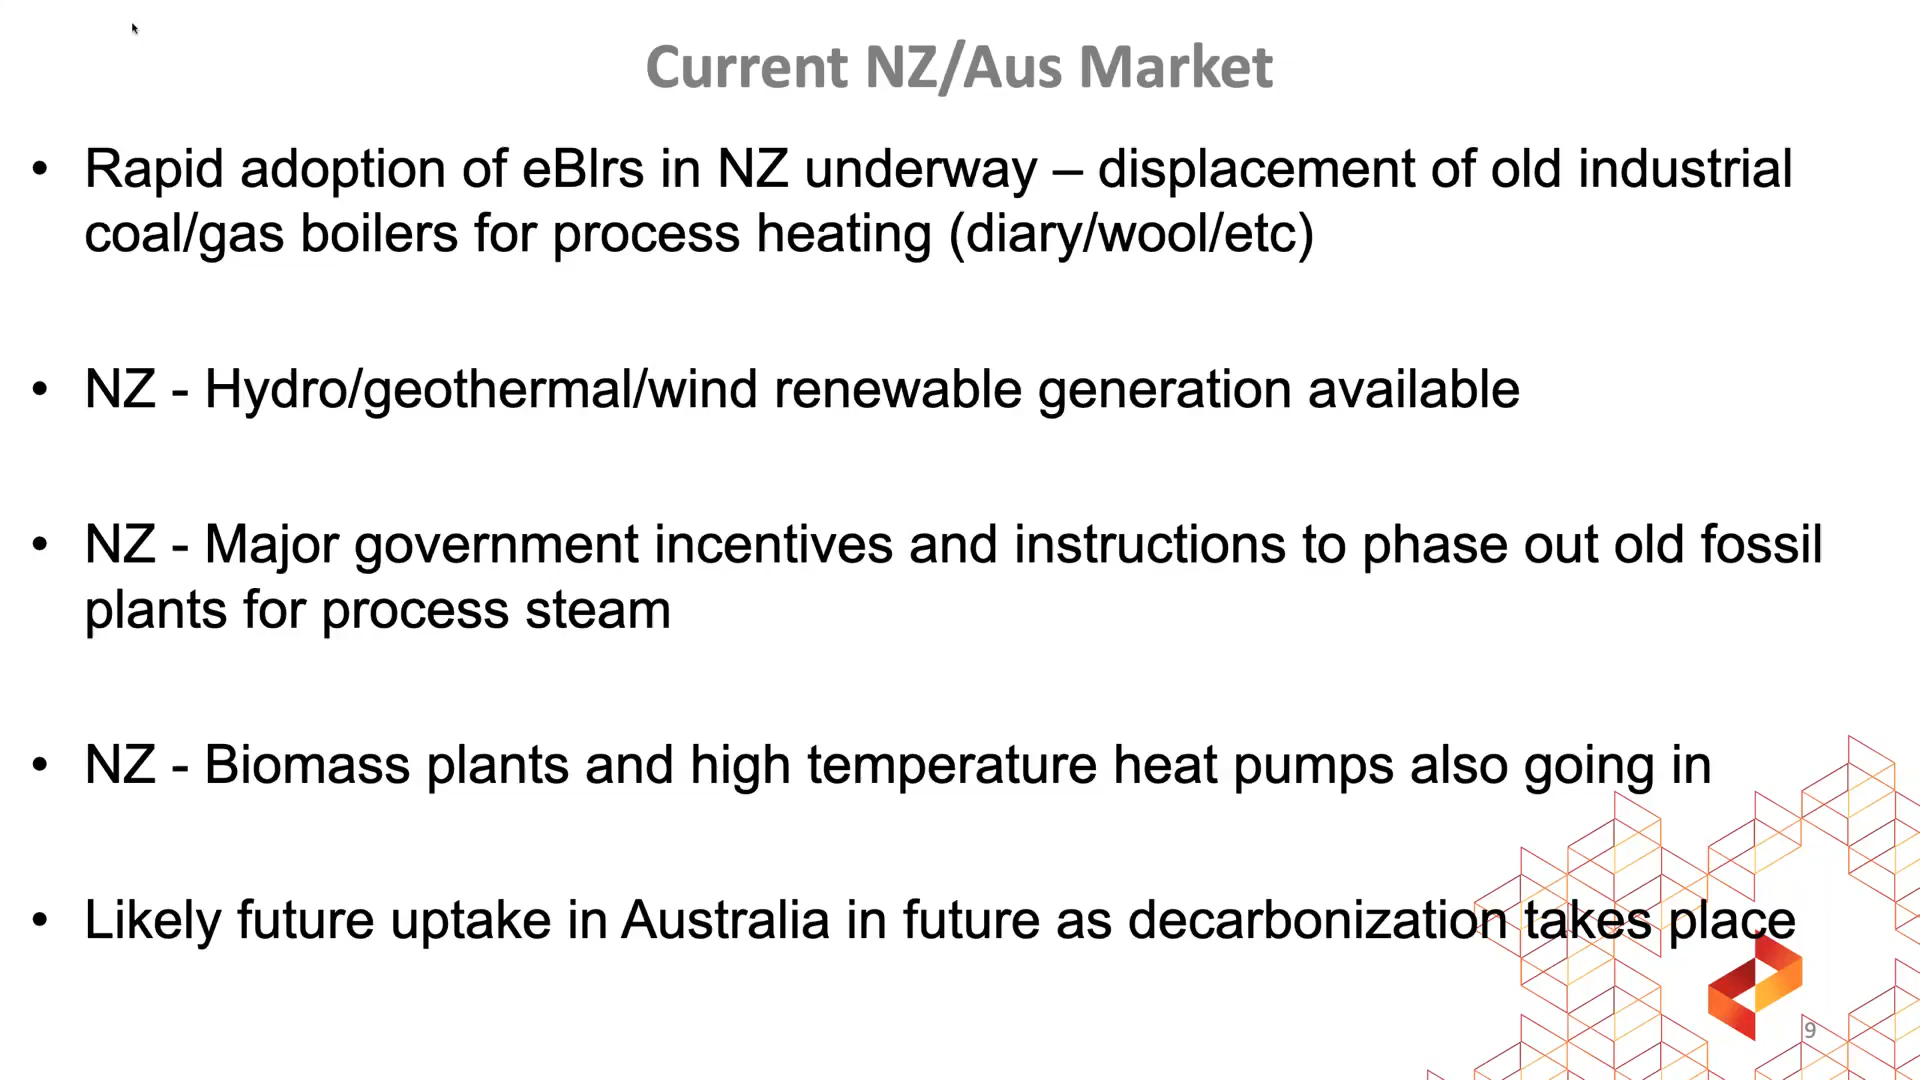 Current NZ/Aus Market
• Rapid adoption of eBlrs in NZ underway – displacement of old industrial
coal/gas boilers for process heating (diary/wool/etc)
• NZ - Hydro/geothermal/wind renewable generation available
• NZ - Major government incentives and instructions to phase out old fossil
plants for process steam
• NZ - Biomass plants and high temperature heat pumps also going in
• Likely future uptake in Australia in future as decarbonization takes place
9